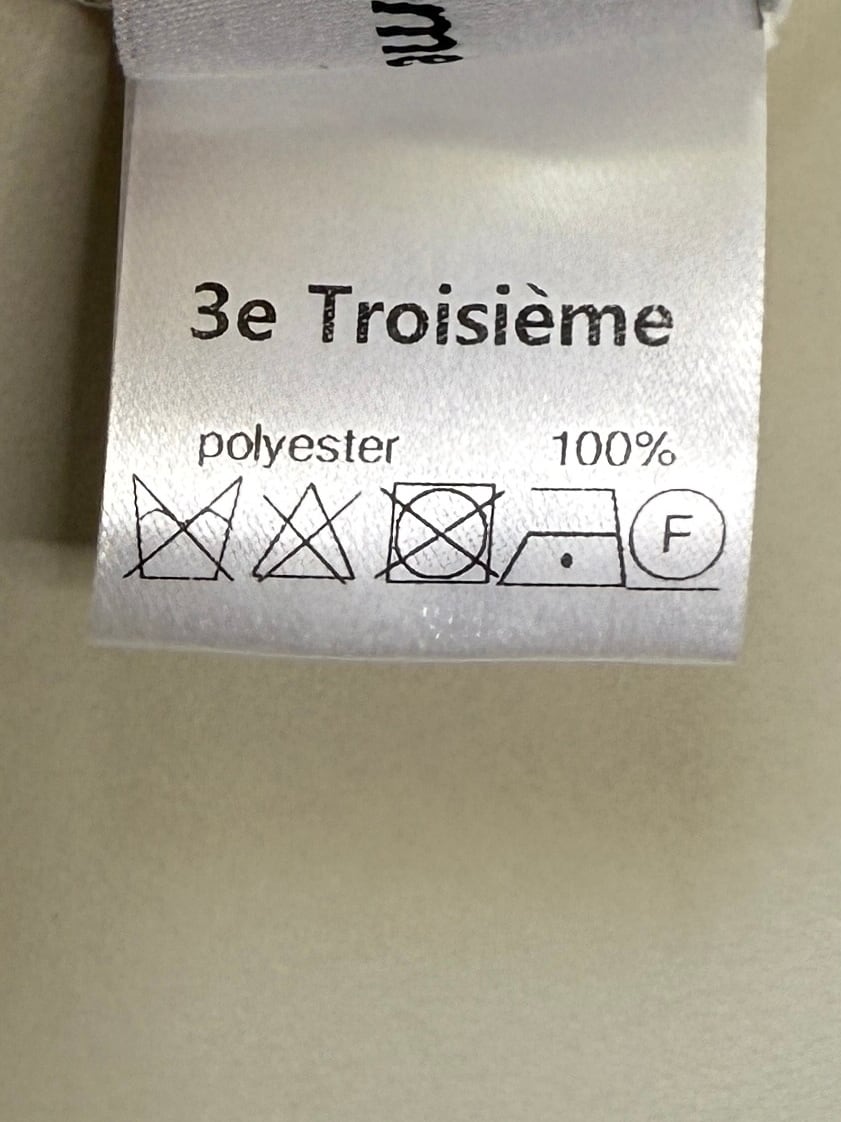 3e Troisième
polyester 100%
F